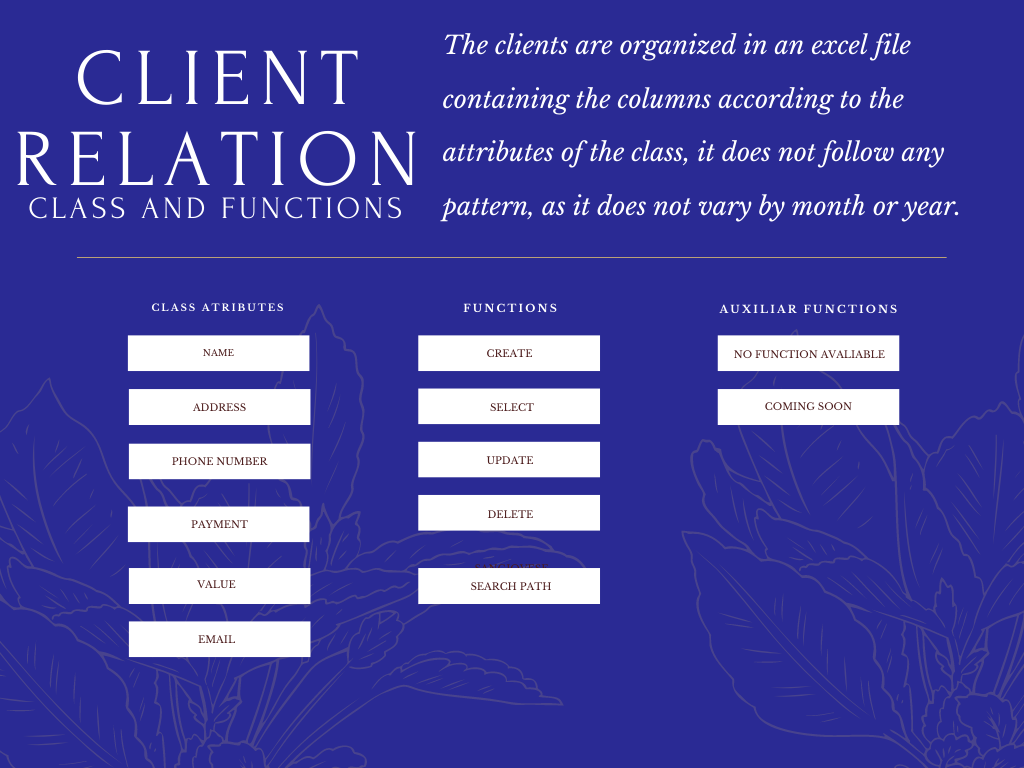 CLIENT
RELATION
CLASS AND FUNCTIONS
The clients are organized in an excel file
containing the columns according to the
attributes of the class, it does not follow any
pattern, as it does not vary by month or year.
CLASS ATRIBUTES
NAME
ADDRESS
PHONE NUMBER
PAYMENT
VALUE
EMAIL
FUNCTIONS
CREATE
SELECT
UPDATE
DELETE
SEARCH PATH
AUXILIAR FUNCTIONS
NO FUNCTION AVALIABLE
COMING SOON